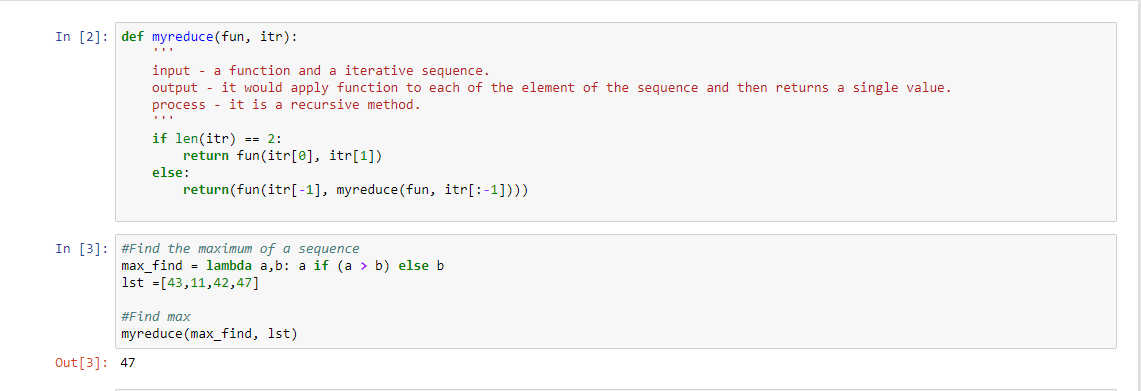 In [2]: def myreduce(fun, itr):
'''
input - a function and a iterative sequence.
output - it would apply function to each of the element of the sequence and then returns a single value.
process - it is a recursive method.
'''
if len(itr) == 2:
return fun(itr[0], itr[1])
else:
return(fun(itr[-1], myreduce(fun, itr[:-1])))
In [3]: #Find the maximum of a sequence
max_find = lambda a,b: a if (a > b) else b
lst =[43,11,42,47]
#Find max
myreduce(max_find, lst)
Out[3]: 47